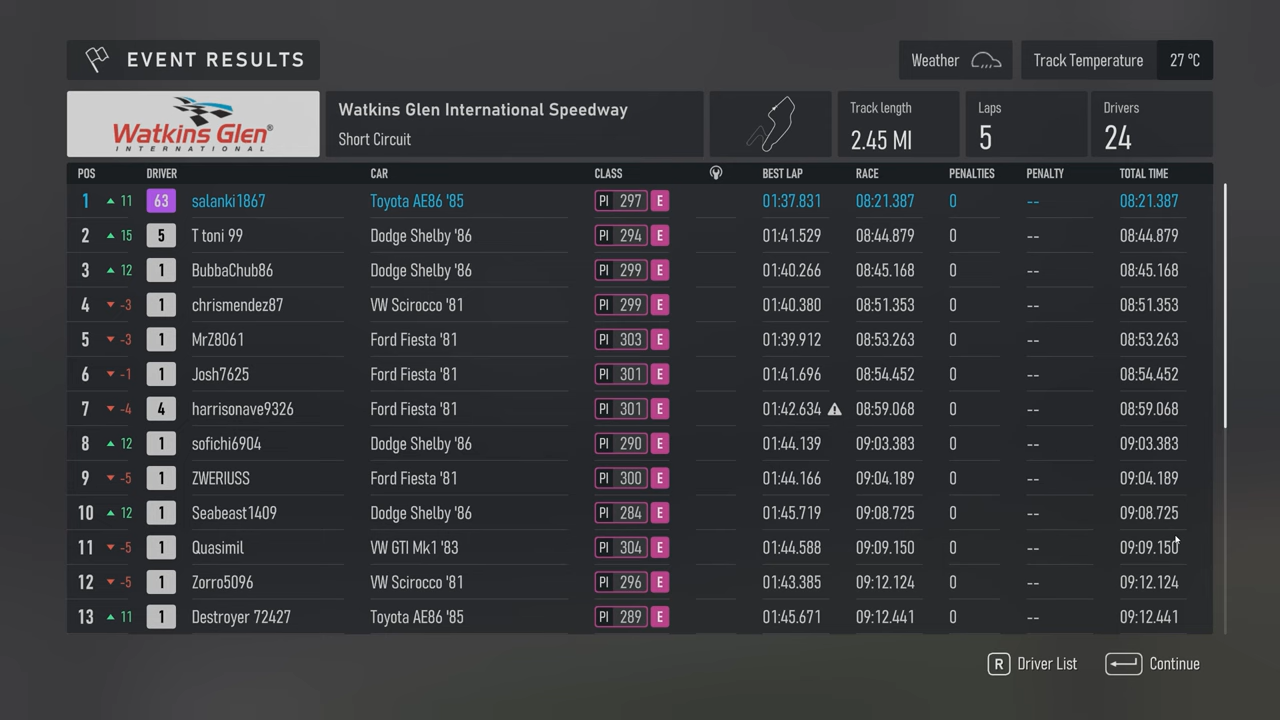 EVENT RESULTS
Weather
Track Temperature 27 ºC
Watkins Glen®
INTERNATIONAL
Watkins Glen International Speedway
Short Circuit
Track length
2.45 MI
Laps
5
Drivers
24
POS DRIVER CAR CLASS BEST LAP RACE PENALTIES PENALTY TOTAL TIME
1 11 63 salanki1867 Toyota AE86 '85 PI 297 E 01:37.831 08:21.387 0 -- 08:21.387
2 15 5 T toni 99 Dodge Shelby '86 PI 294 E 01:41.529 08:44.879 0 -- 08:44.879
3 12 1 BubbaChub86 Dodge Shelby '86 PI 299 E 01:40.266 08:45.168 0 -- 08:45.168
4 -3 1 chrismendez87 VW Scirocco '81 PI 299 E 01:40.380 08:51.353 0 -- 08:51.353
5 -3 1 MrZ8061 Ford Fiesta '81 PI 303 E 01:39.912 08:53.263 0 -- 08:53.263
6 -1 1 Josh7625 Ford Fiesta '81 PI 301 E 01:41.696 08:54.452 0 -- 08:54.452
7 -4 4 harrisonave9326 Ford Fiesta '81 PI 301 E 01:42.634 08:59.068 0 -- 08:59.068
8 12 1 sofichi6904 Dodge Shelby '86 PI 290 E 01:44.139 09:03.383 0 -- 09:03.383
9 -5 1 ZWERIUSS Ford Fiesta '81 PI 300 E 01:44.166 09:04.189 0 -- 09:04.189
10 12 1 Seabeast1409 Dodge Shelby '86 PI 284 E 01:45.719 09:08.725 0 -- 09:08.725
11 -5 1 Quasimil VW GTI Mk1 '83 PI 304 E 01:44.588 09:09.150 0 -- 09:09.150
12 -5 1 Zorro5096 VW Scirocco '81 PI 296 E 01:43.385 09:12.124 0 -- 09:12.124
13 11 1 Destroyer 72427 Toyota AE86 '85 PI 289 E 01:45.671 09:12.441 0 -- 09:12.441
R Driver List Continue